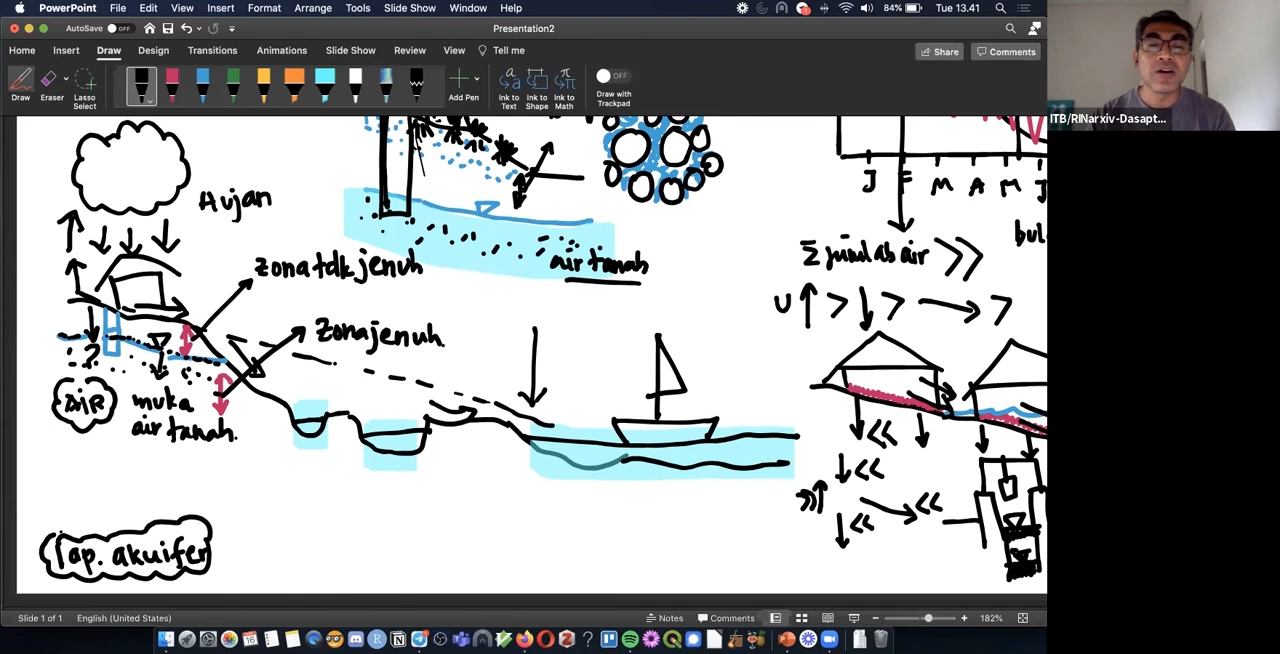 PowerPoint File Edit View Insert Format Arrange Tools Slide Show Window Help
84% Tue 13.41
AutoSave OFF
Presentation2
Home Insert Draw Design Transitions Animations Slide Show Review View Tell me
Share Comments
Draw
Eraser
Lasso
Select
Add Pen
Ink to
Text
Ink to
Shape
Ink to
Math
OFF
Draw with
Trackpad
ITB/RINarxiv-Dasapt...
Hujan
air tanah
zona tdk jenuh
zona jenuh.
?
AIR
muka
air tanah.
Lap. akuifer
J F M A M J
Σ jumlah air >>
bul
U ↑ > ↓ > → >
<<
<<
>> ↑
<<
<<
Slide 1 of 1 English (United States)
Notes Comments 182%